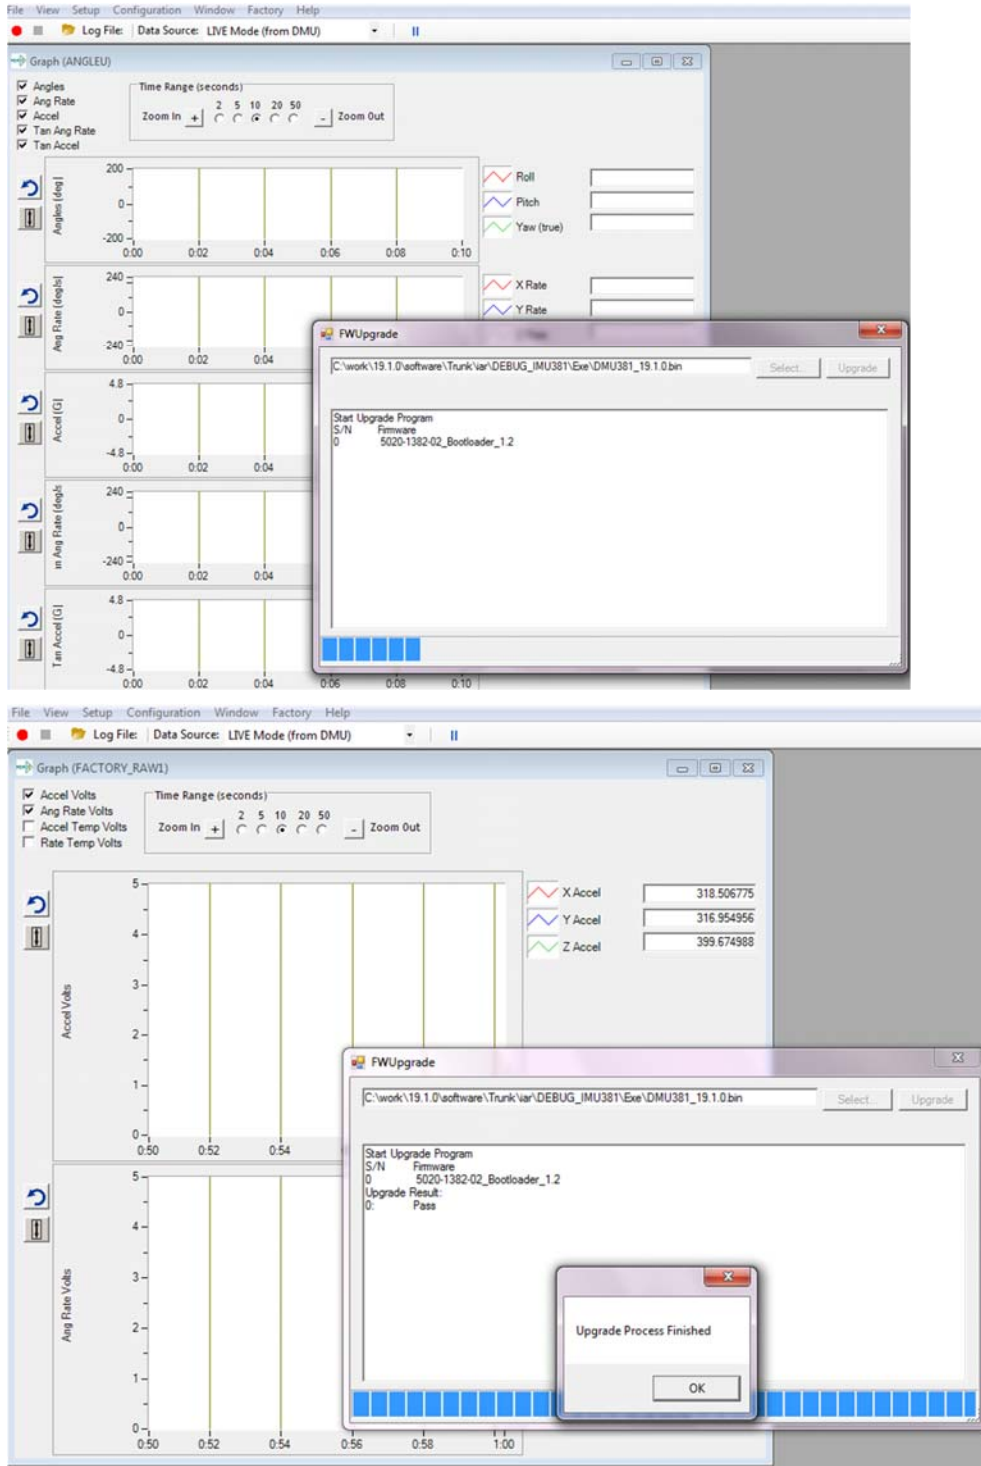 File View Setup Configuration Window Factory Help
Log File: Data Source: LIVE Mode (from DMU)
Graph (ANGLEU)
Angles
Ang Rate
Accel
Tan Ang Rate
Tan Accel
Time Range (seconds)
2 5 10 20 50
Zoom In + - Zoom Out
Angles (deg)
200
0
-200
0:00 0:02 0:04 0:06 0:08 0:10
Roll
Pitch
Yaw (true)
Ang Rate (deg/s)
240
0
-240
0:00 0:02 0:04
X Rate
Y Rate
Accel (G)
4.8
0
-4.8
0:00 0:02 0:04
an Ang Rate (deg/s
240
0
-240
0:00 0:02 0:04
Tan Accel (G)
4.8
0
-4.8
0:00 0:02 0:04 0:06 0:08 0:10
FWUpgrade
C:\work\19.1.0\software\Trunk\iar\DEBUG_IMU381\Exe\DMU381_19.1.0.bin
Select... Upgrade
Start Upgrade Program
S/N Firmware
0 5020-1382-02_Bootloader_1.2
File View Setup Configuration Window Factory Help
Log File: Data Source: LIVE Mode (from DMU)
Graph (FACTORY_RAW1)
Accel Volts
Ang Rate Volts
Accel Temp Volts
Rate Temp Volts
Time Range (seconds)
2 5 10 20 50
Zoom In + - Zoom Out
Accel Volts
5
4
3
2
1
0
0:50 0:52 0:54
X Accel 318.506775
Y Accel 316.954956
Z Accel 399.674988
Ang Rate Volts
5
4
3
2
1
0
0:50 0:52 0:54 0:56 0:58 1:00
FWUpgrade
C:\work\19.1.0\software\Trunk\iar\DEBUG_IMU381\Exe\DMU381_19.1.0.bin
Select... Upgrade
Start Upgrade Program
S/N Firmware
0 5020-1382-02_Bootloader_1.2
Upgrade Result:
0: Pass
Upgrade Process Finished
OK